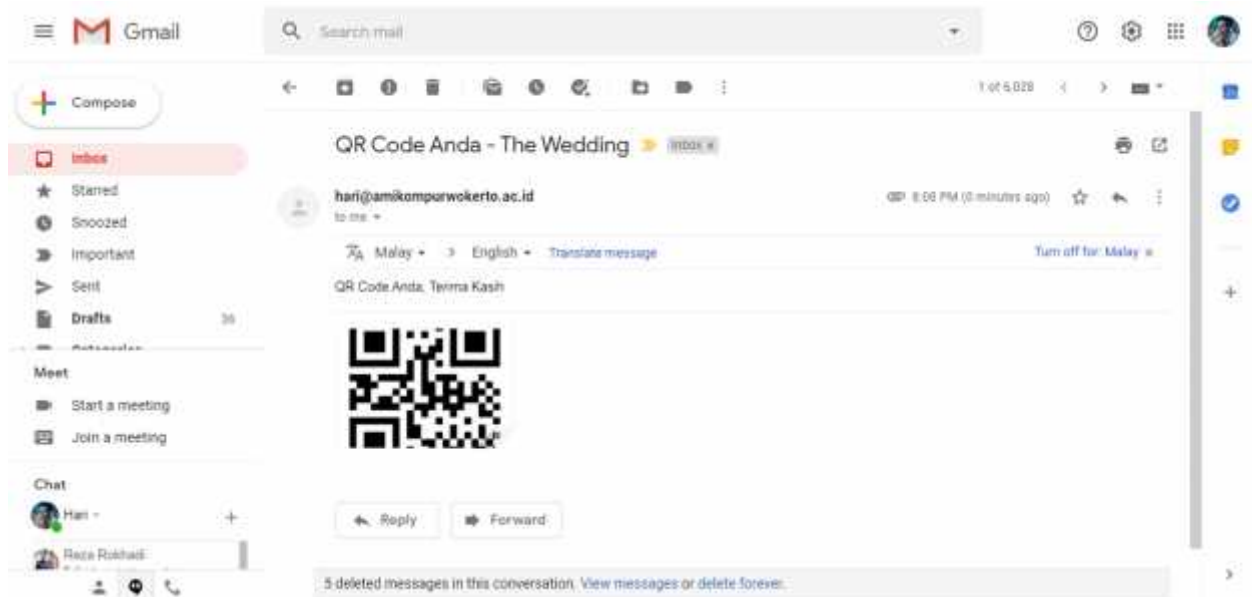 Gmail
Search mail
Compose
1 of 6,028
Inbox
Starred
Snoozed
Important
Sent
Drafts 36
Categories
Meet
Start a meeting
Join a meeting
Chat
Hari
Reza Rokhadi
QR Code Anda - The Wedding Inbox x
hari@amikompurwokerto.ac.id
8:06 PM (0 minutes ago)
to me
Malay > English Translate message
Turn off for: Malay x
QR Code Anda, Terima Kasih
Reply Forward
5 deleted messages in this conversation. View messages or delete forever.